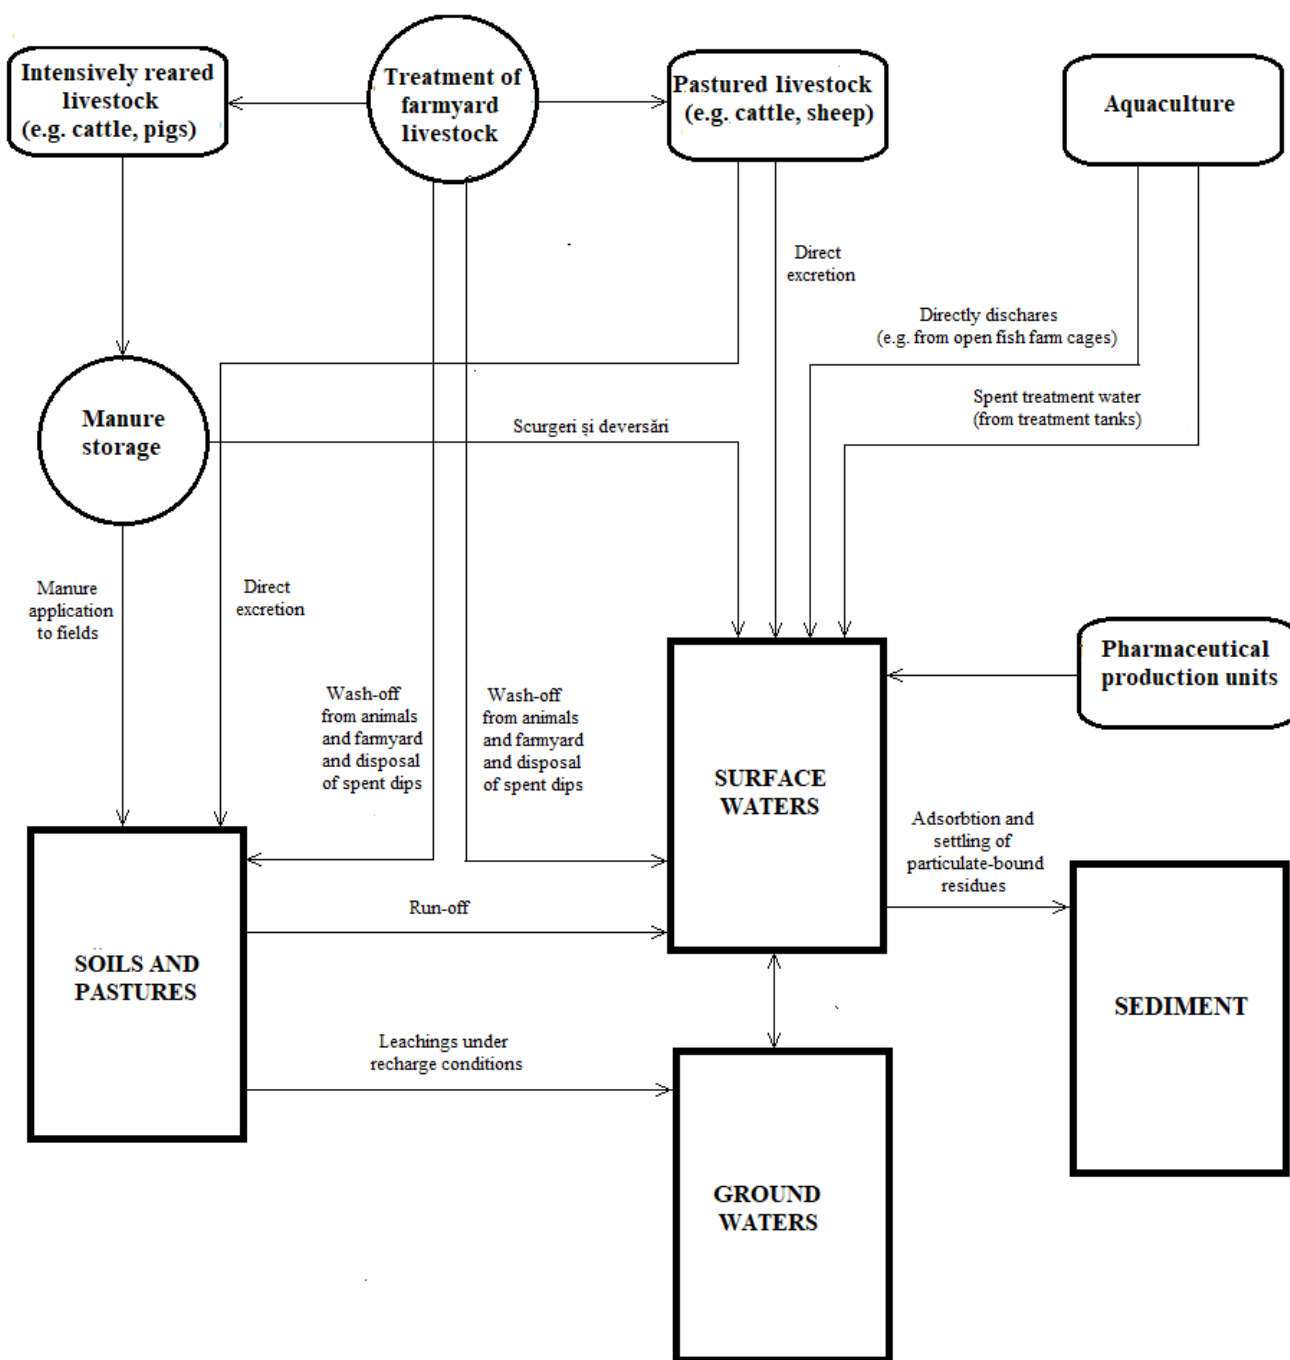 Intensively reared
livestock
(e.g. cattle, pigs)
Treatment of
farmyard
livestock
Pastured livestock
(e.g. cattle, sheep)
Aquaculture
Direct
excretion
Directly dischares
(e.g. from open fish farm cages)
Spent treatment water
(from treatment tanks)
Manure
storage
Scurgeri și deversări
Manure
application
to fields
Direct
excretion
Wash-off
from animals
and farmyard
and disposal
of spent dips
Wash-off
from animals
and farmyard
and disposal
of spent dips
Pharmaceutical
production units
SURFACE
WATERS
Adsorbtion and
settling of
particulate-bound
residues
Run-off
SOILS AND
PASTURES
SEDIMENT
Leachings under
recharge conditions
GROUND
WATERS